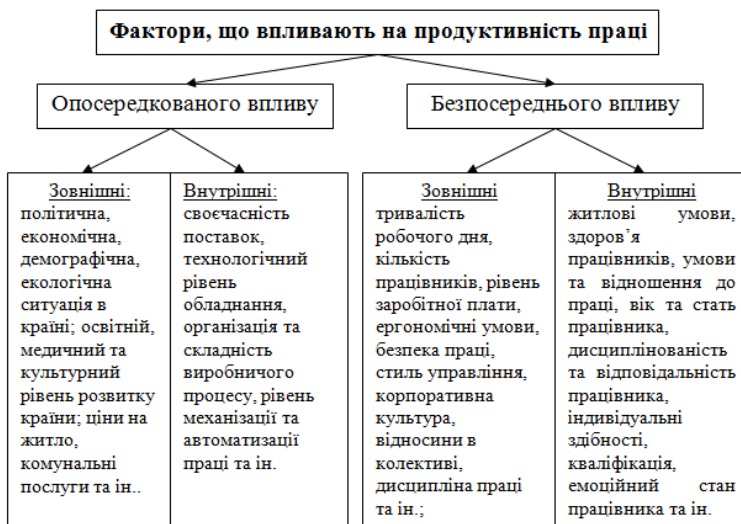 Фактори, що впливають на продуктивність праці
Опосередкованого впливу
Безпосереднього впливу
Зовнішні:
політична,
економічна,
демографічна,
екологічна
ситуація в
країні; освітній,
медичний та
культурний
рівень розвитку
країни; ціни на
житло,
комунальні
послуги та ін..
Внутрішні:
своєчасність
поставок,
технологічний
рівень
обладнання,
організація та
складність
виробничого
процесу, рівень
механізації та
автоматизації
праці та ін.
Зовнішні
тривалість
робочого дня,
кількість
працівників, рівень
заробітної плати,
ергономічні умови,
безпека праці,
стиль управління,
корпоративна
культура,
відносини в
колективі,
дисципліна праці
та ін.;
Внутрішні
житлові умови,
здоров’я
працівників, умови
та відношення до
праці, вік та стать
працівника,
дисциплінованість
та відповідальність
працівника,
індивідуальні
здібності,
кваліфікація,
емоційний стан
працівника та ін.